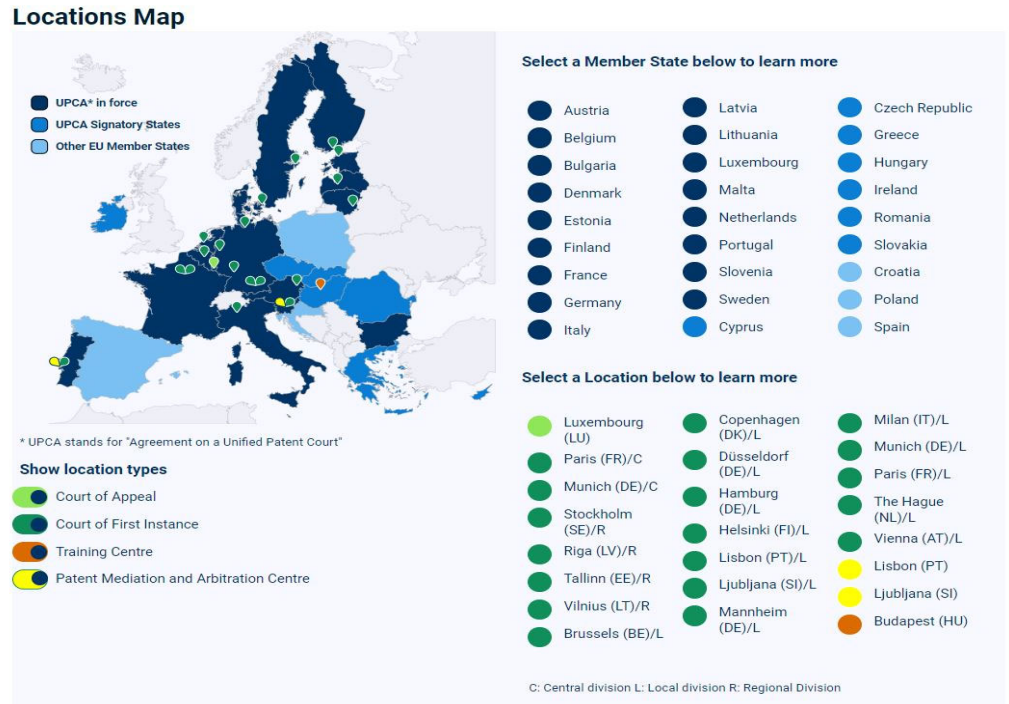 Locations Map
UPCA* in force
UPCA Signatory States
Other EU Member States
* UPCA stands for "Agreement on a Unified Patent Court"
Show location types
Court of Appeal
Court of First Instance
Training Centre
Patent Mediation and Arbitration Centre
Select a Member State below to learn more
Austria
Belgium
Bulgaria
Denmark
Estonia
Finland
France
Germany
Italy
Latvia
Lithuania
Luxembourg
Malta
Netherlands
Portugal
Slovenia
Sweden
Cyprus
Czech Republic
Greece
Hungary
Ireland
Romania
Slovakia
Croatia
Poland
Spain
Select a Location below to learn more
Luxembourg
(LU)
Paris (FR)/C
Munich (DE)/C
Stockholm
(SE)/R
Riga (LV)/R
Tallinn (EE)/R
Vilnius (LT)/R
Brussels (BE)/L
Copenhagen
(DK)/L
Düsseldorf
(DE)/L
Hamburg
(DE)/L
Helsinki (FI)/L
Lisbon (PT)/L
Ljubljana (SI)/L
Mannheim
(DE)/L
Milan (IT)/L
Munich (DE)/L
Paris (FR)/L
The Hague
(NL)/L
Vienna (AT)/L
Lisbon (PT)
Ljubljana (SI)
Budapest (HU)
C: Central division L: Local division R: Regional Division